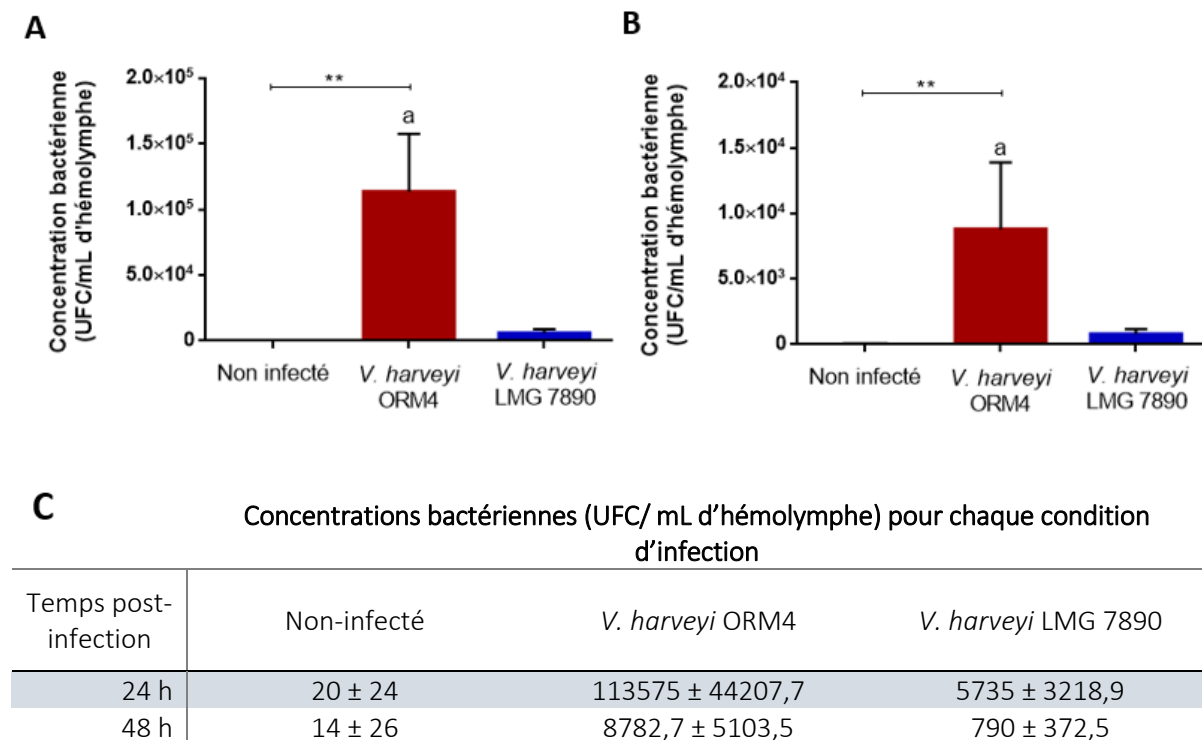 A
Concentration bactérienne
(UFC/mL d'hémolymphe)
2.0×10⁵
1.5×10⁵
1.0×10⁵
5.0×10⁴
0
**
a
Non infecté
V. harveyi
ORM4
V. harveyi
LMG 7890
B
Concentration bactérienne
(UFC/mL d'hémolymphe)
2.0×10⁴
1.5×10⁴
1.0×10⁴
5.0×10³
0
**
a
Non infecté
V. harveyi
ORM4
V. harveyi
LMG 7890
C
Concentrations bactériennes (UFC/ mL d’hémolymphe) pour chaque condition
d’infection
Temps post-
infection
Non-infecté
V. harveyi ORM4
V. harveyi LMG 7890
24 h 20 ± 24 113575 ± 44207,7 5735 ± 3218,9
48 h 14 ± 26 8782,7 ± 5103,5 790 ± 372,5